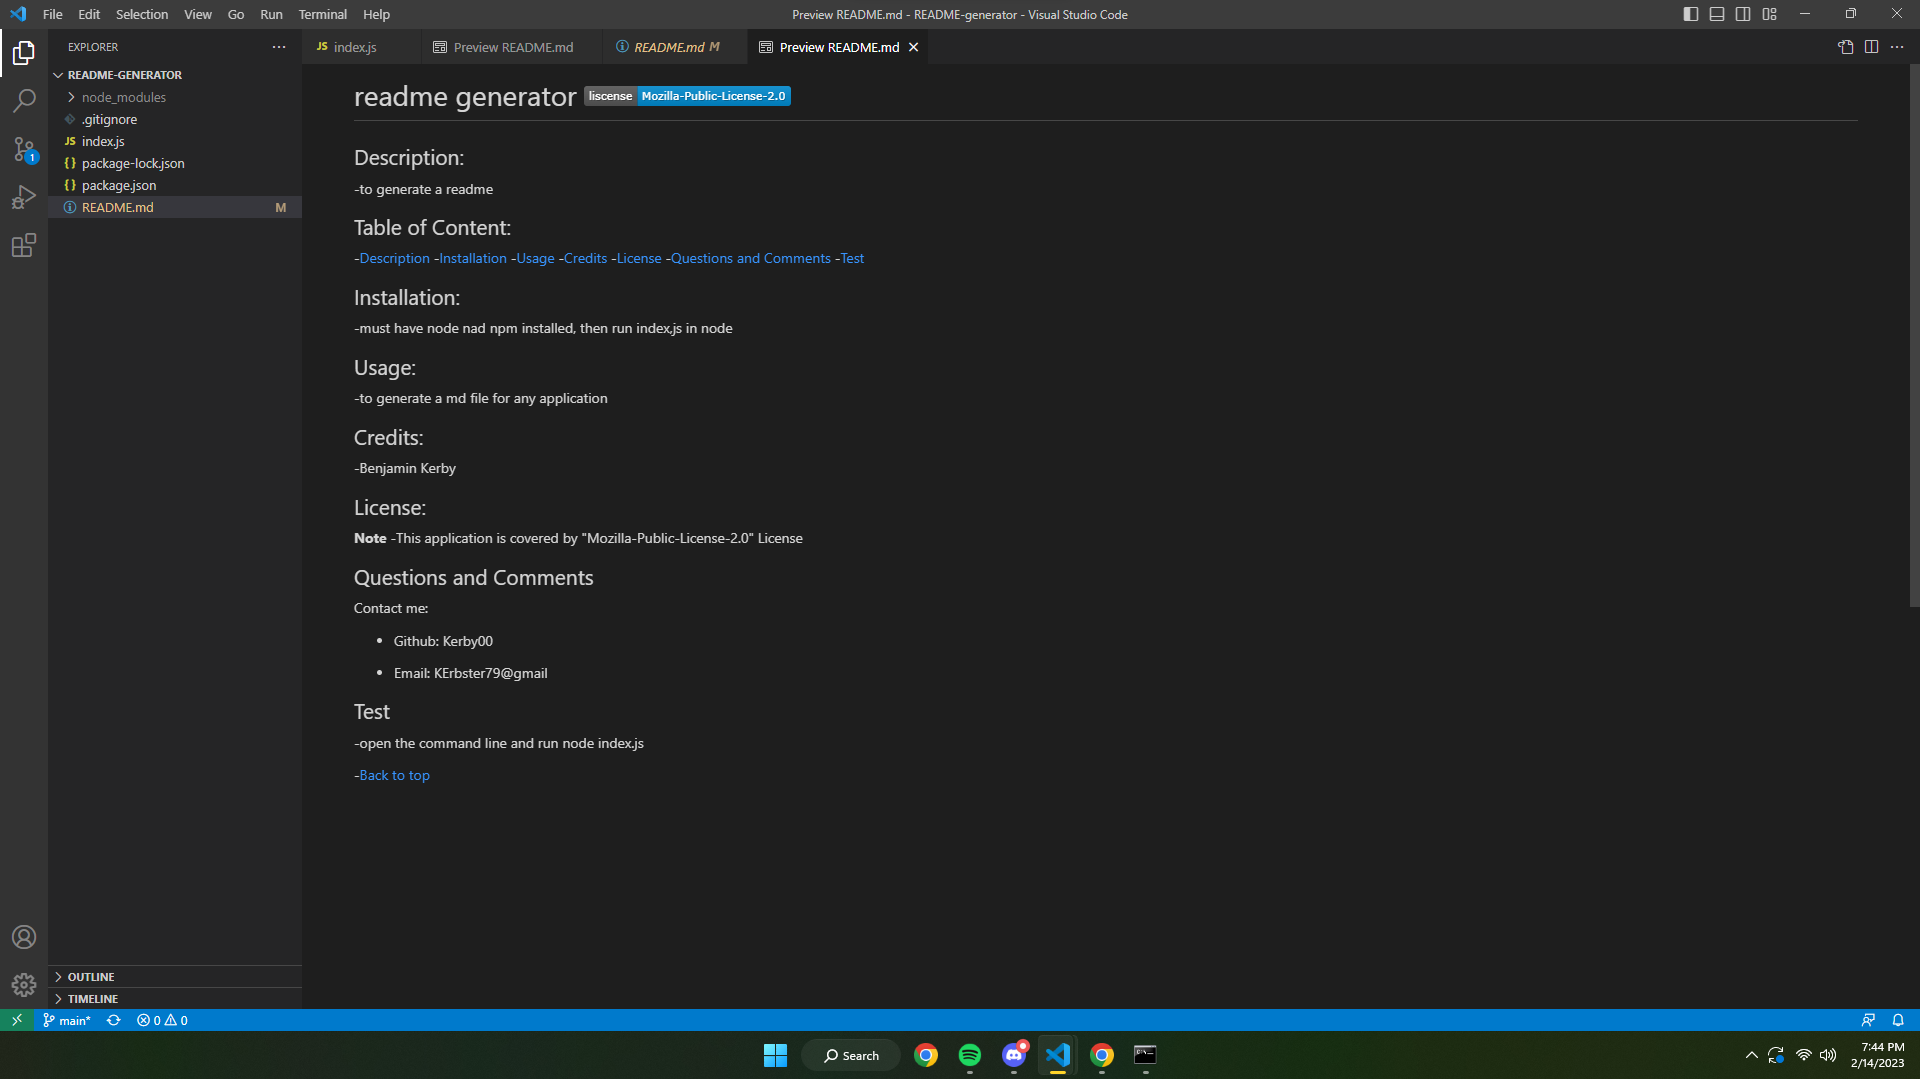 File Edit Selection View Go Run Terminal Help
Preview README.md - README-generator - Visual Studio Code
EXPLORER
README-GENERATOR
node_modules
.gitignore
JS index.js
{} package-lock.json
{} package.json
README.md M
OUTLINE
TIMELINE
1
JS index.js
Preview README.md
README.md M
Preview README.md
readme generator liscense Mozilla-Public-License-2.0
Description:
-to generate a readme
Table of Content:
-Description -Installation -Usage -Credits -License -Questions and Comments -Test
Installation:
-must have node nad npm installed, then run index,js in node
Usage:
-to generate a md file for any application
Credits:
-Benjamin Kerby
License:
Note -This application is covered by "Mozilla-Public-License-2.0" License
Questions and Comments
Contact me:
• Github: Kerby00
• Email: KErbster79@gmail
Test
-open the command line and run node index.js
-Back to top
main* 0 0
Search
7:44 PM
2/14/2023